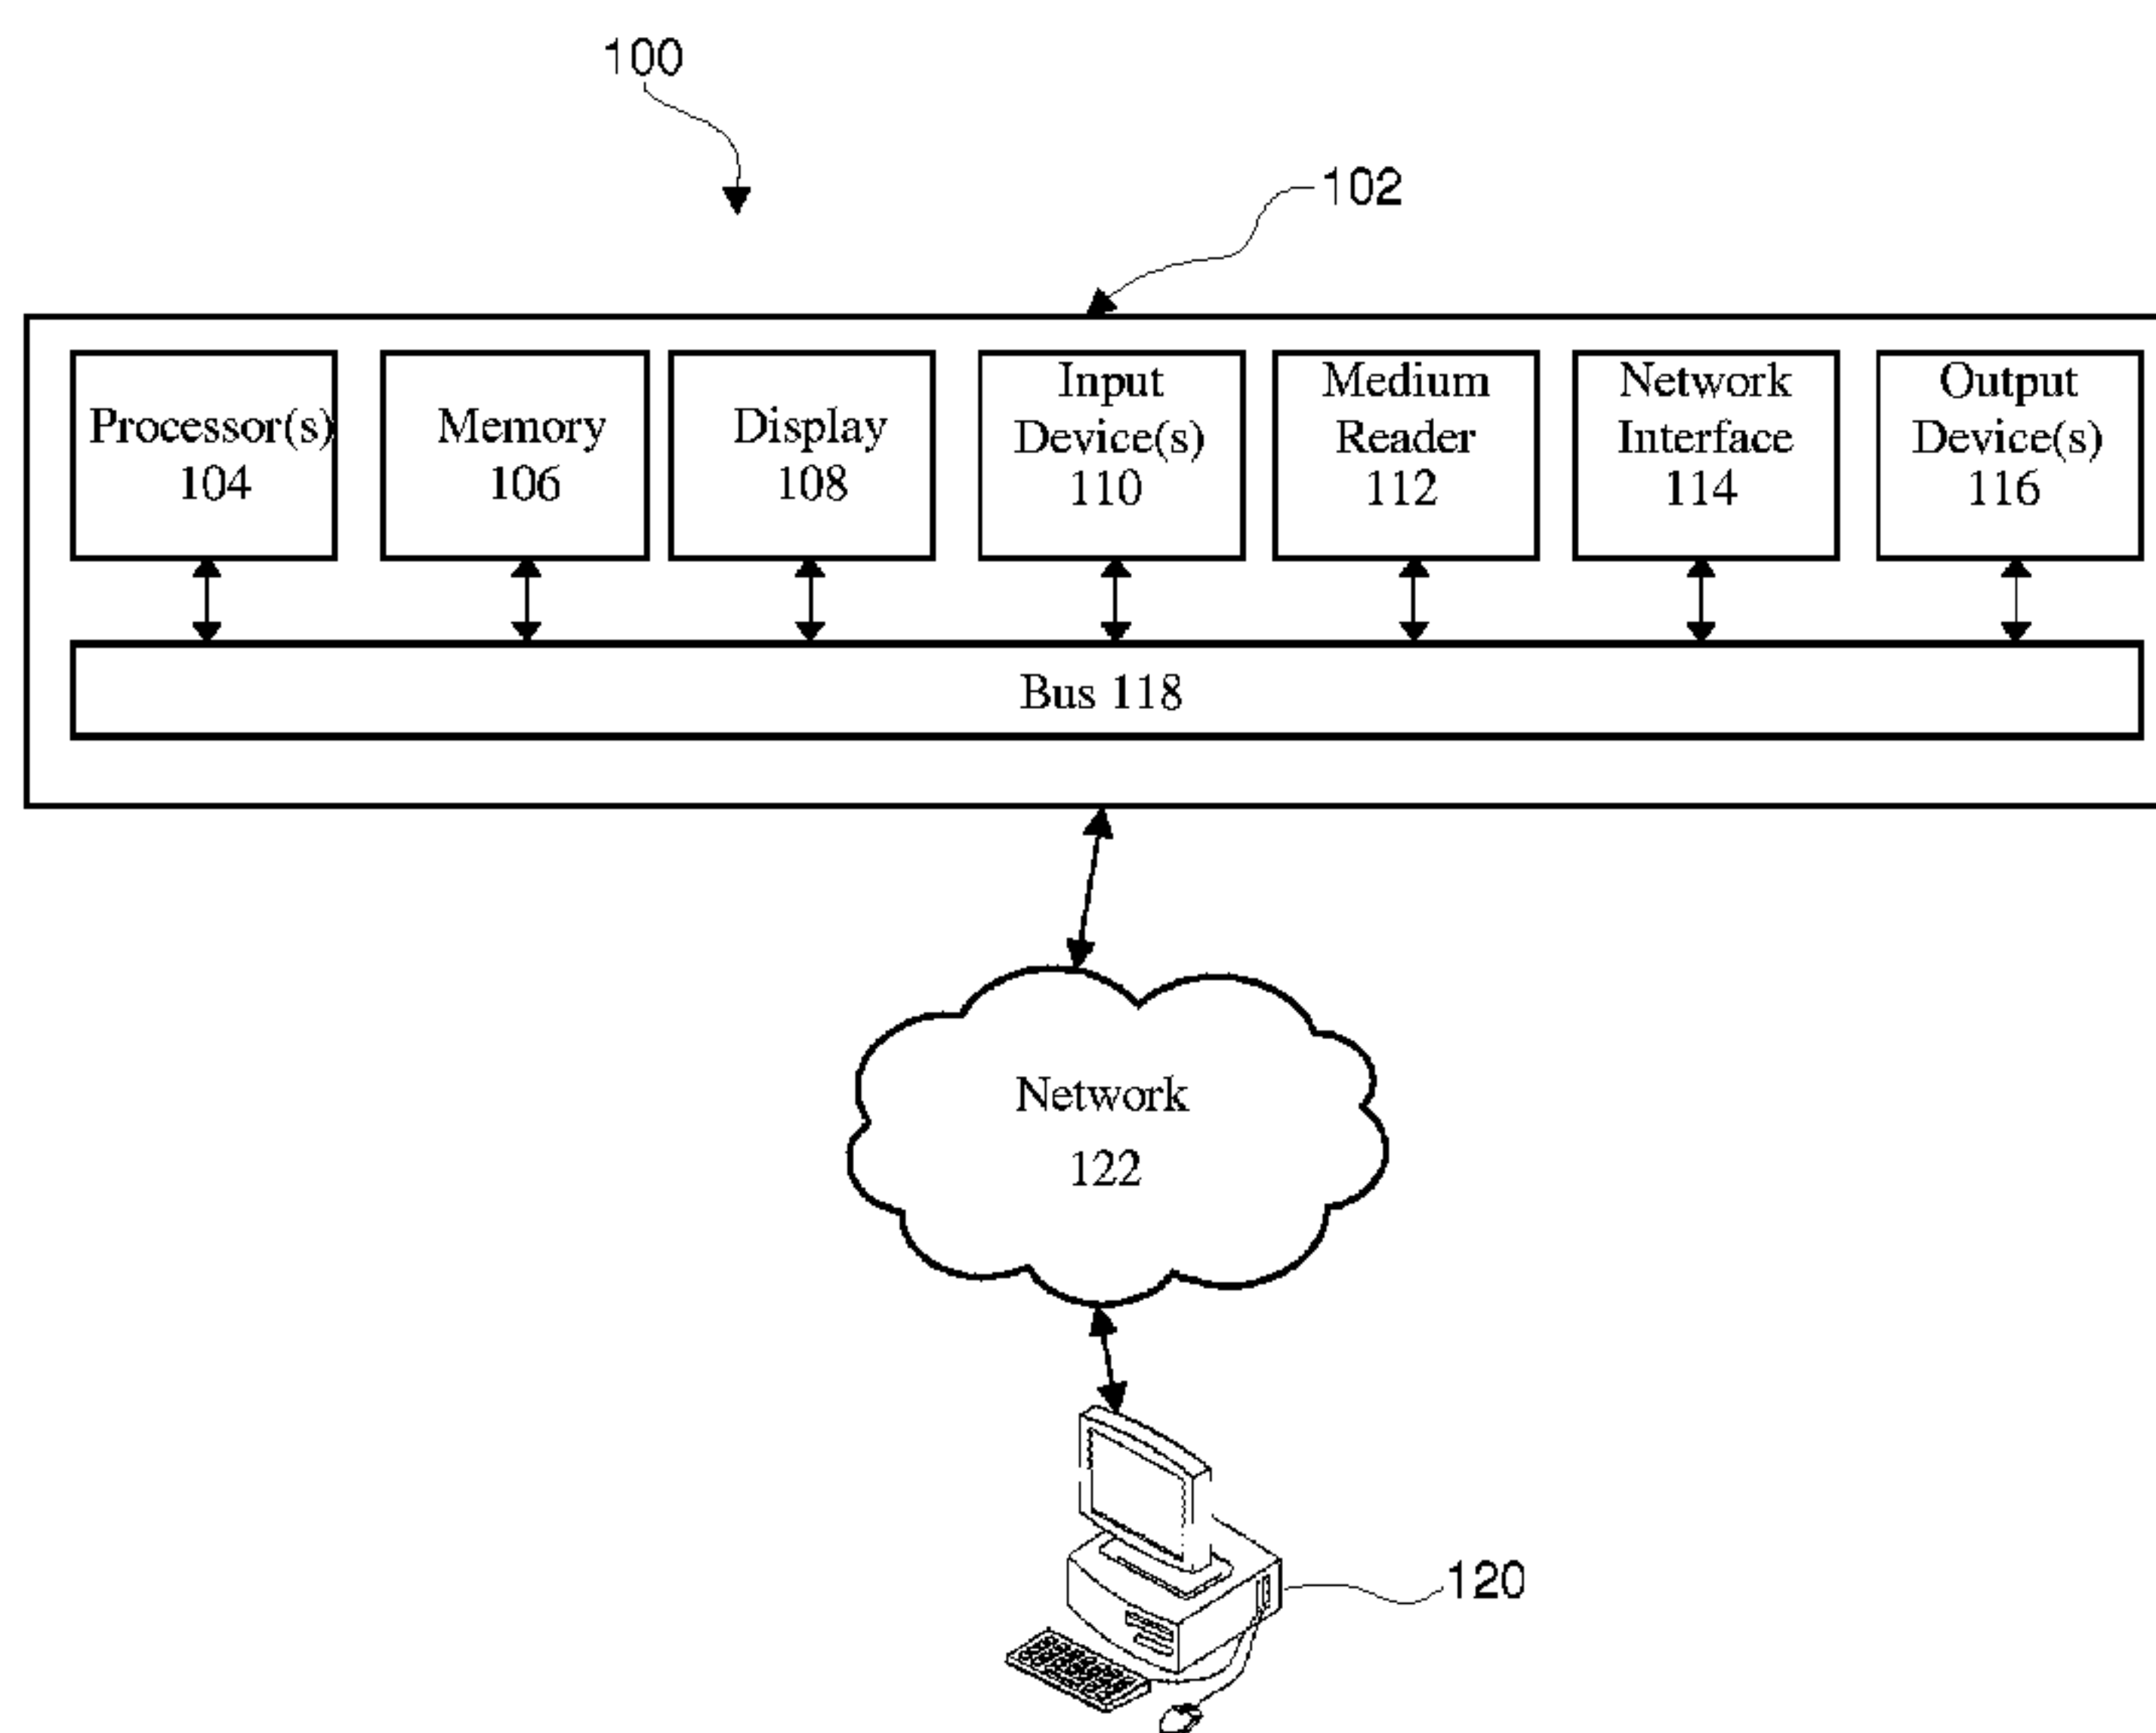 100
102
Processor(s)
104
Memory
106
Display
108
Input
Device(s)
110
Medium
Reader
112
Network
Interface
114
Output
Device(s)
116
Bus 118
Network
122
120